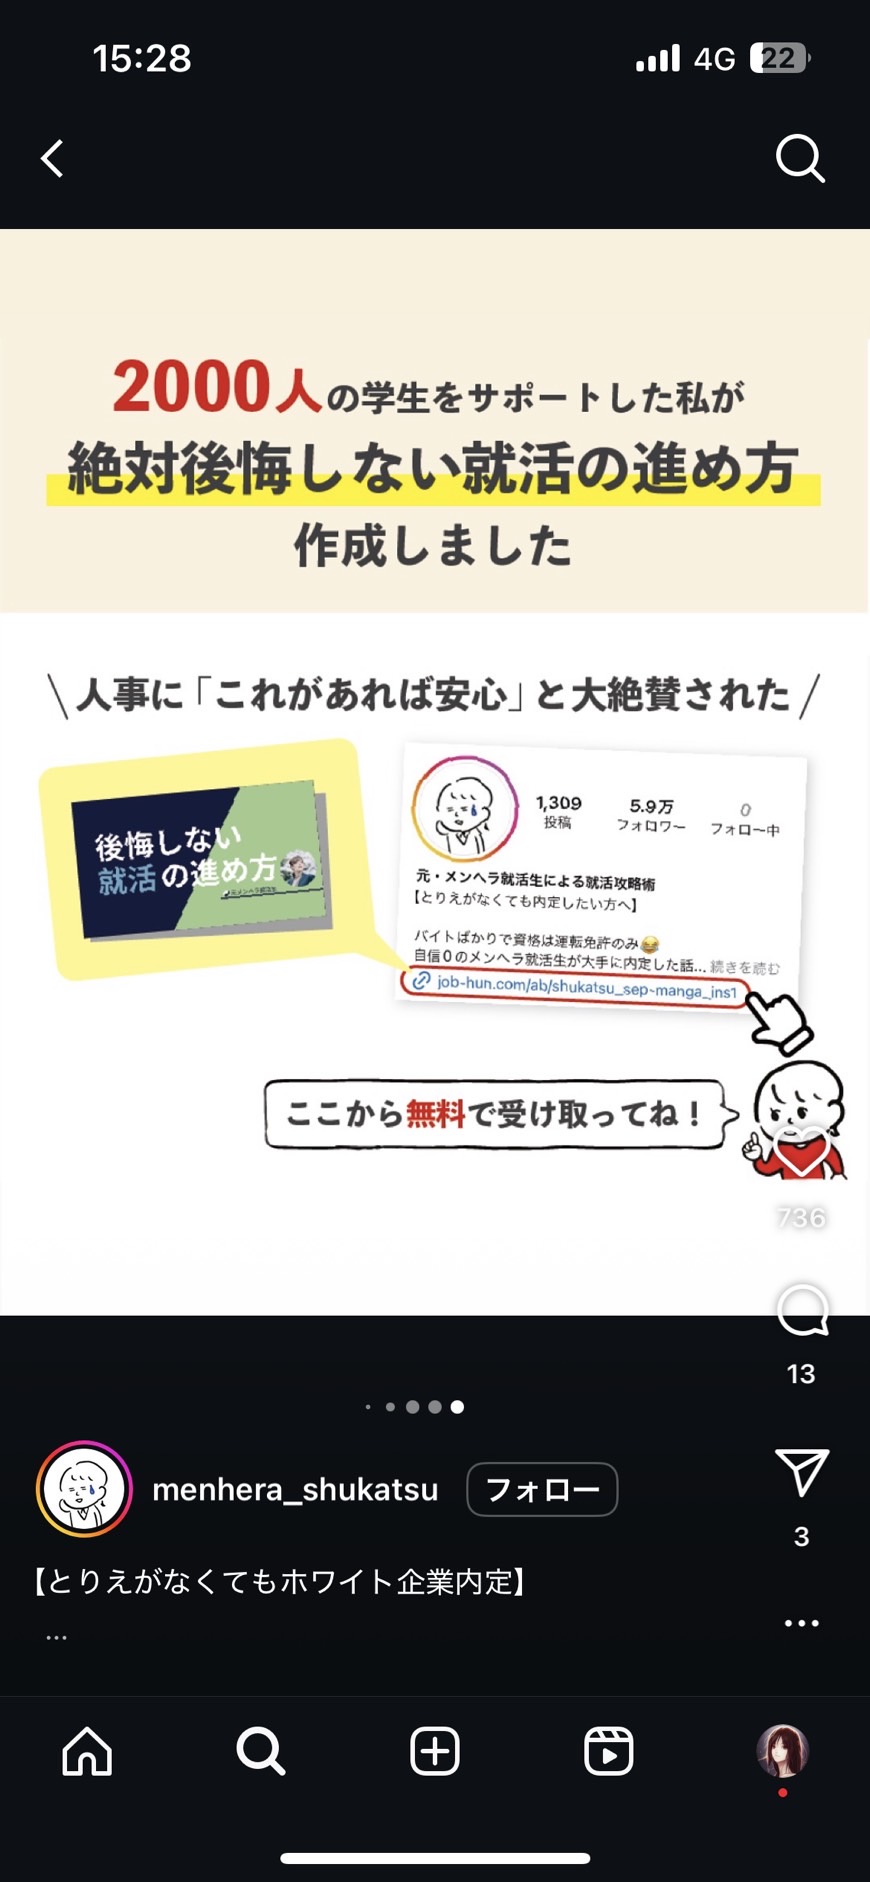 15:28
4G
22
2000人の学生をサポートした私が
絶対後悔しない就活の進め方
作成しました
\人事に「これがあれば安心」と大絶賛された/
後悔しない
就活の進め方
1,309
投稿
5.9万
フォロワー
0
フォロー中
元・メンヘラ就活生による就活攻略術
【とりえがなくても内定したい方へ】
バイトばかりで資格は運転免許のみ😂
自信0のメンヘラ就活生が大手に内定した話... 続きを読む
job-hun.com/ab/shukatsu_sep-manga_ins1
ここから無料で受け取ってね！
736
13
menhera_shukatsu
フォロー
3
【とりえがなくてもホワイト企業内定】
...